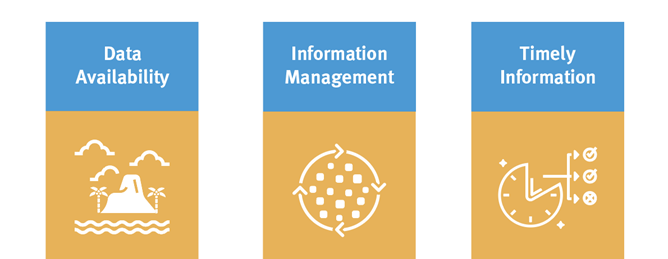 Data
Availability
Information
Management
Timely
Information